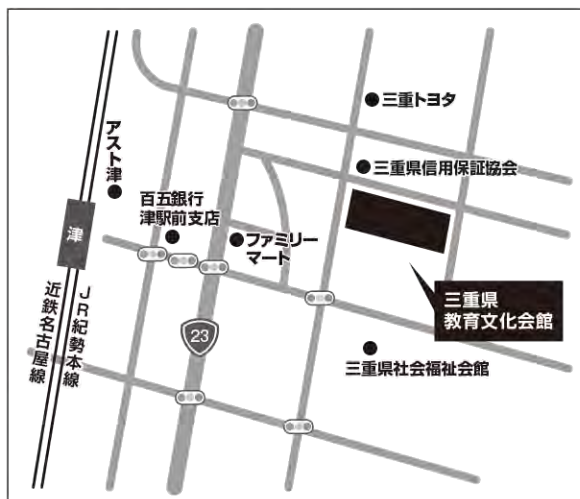 三重トヨタ
アスト津
三重県信用保証協会
百五銀行
津駅前支店
ファミリー
マート
津
三重県
教育文化会館
23
三重県社会福祉会館
JR紀勢本線
近鉄名古屋線